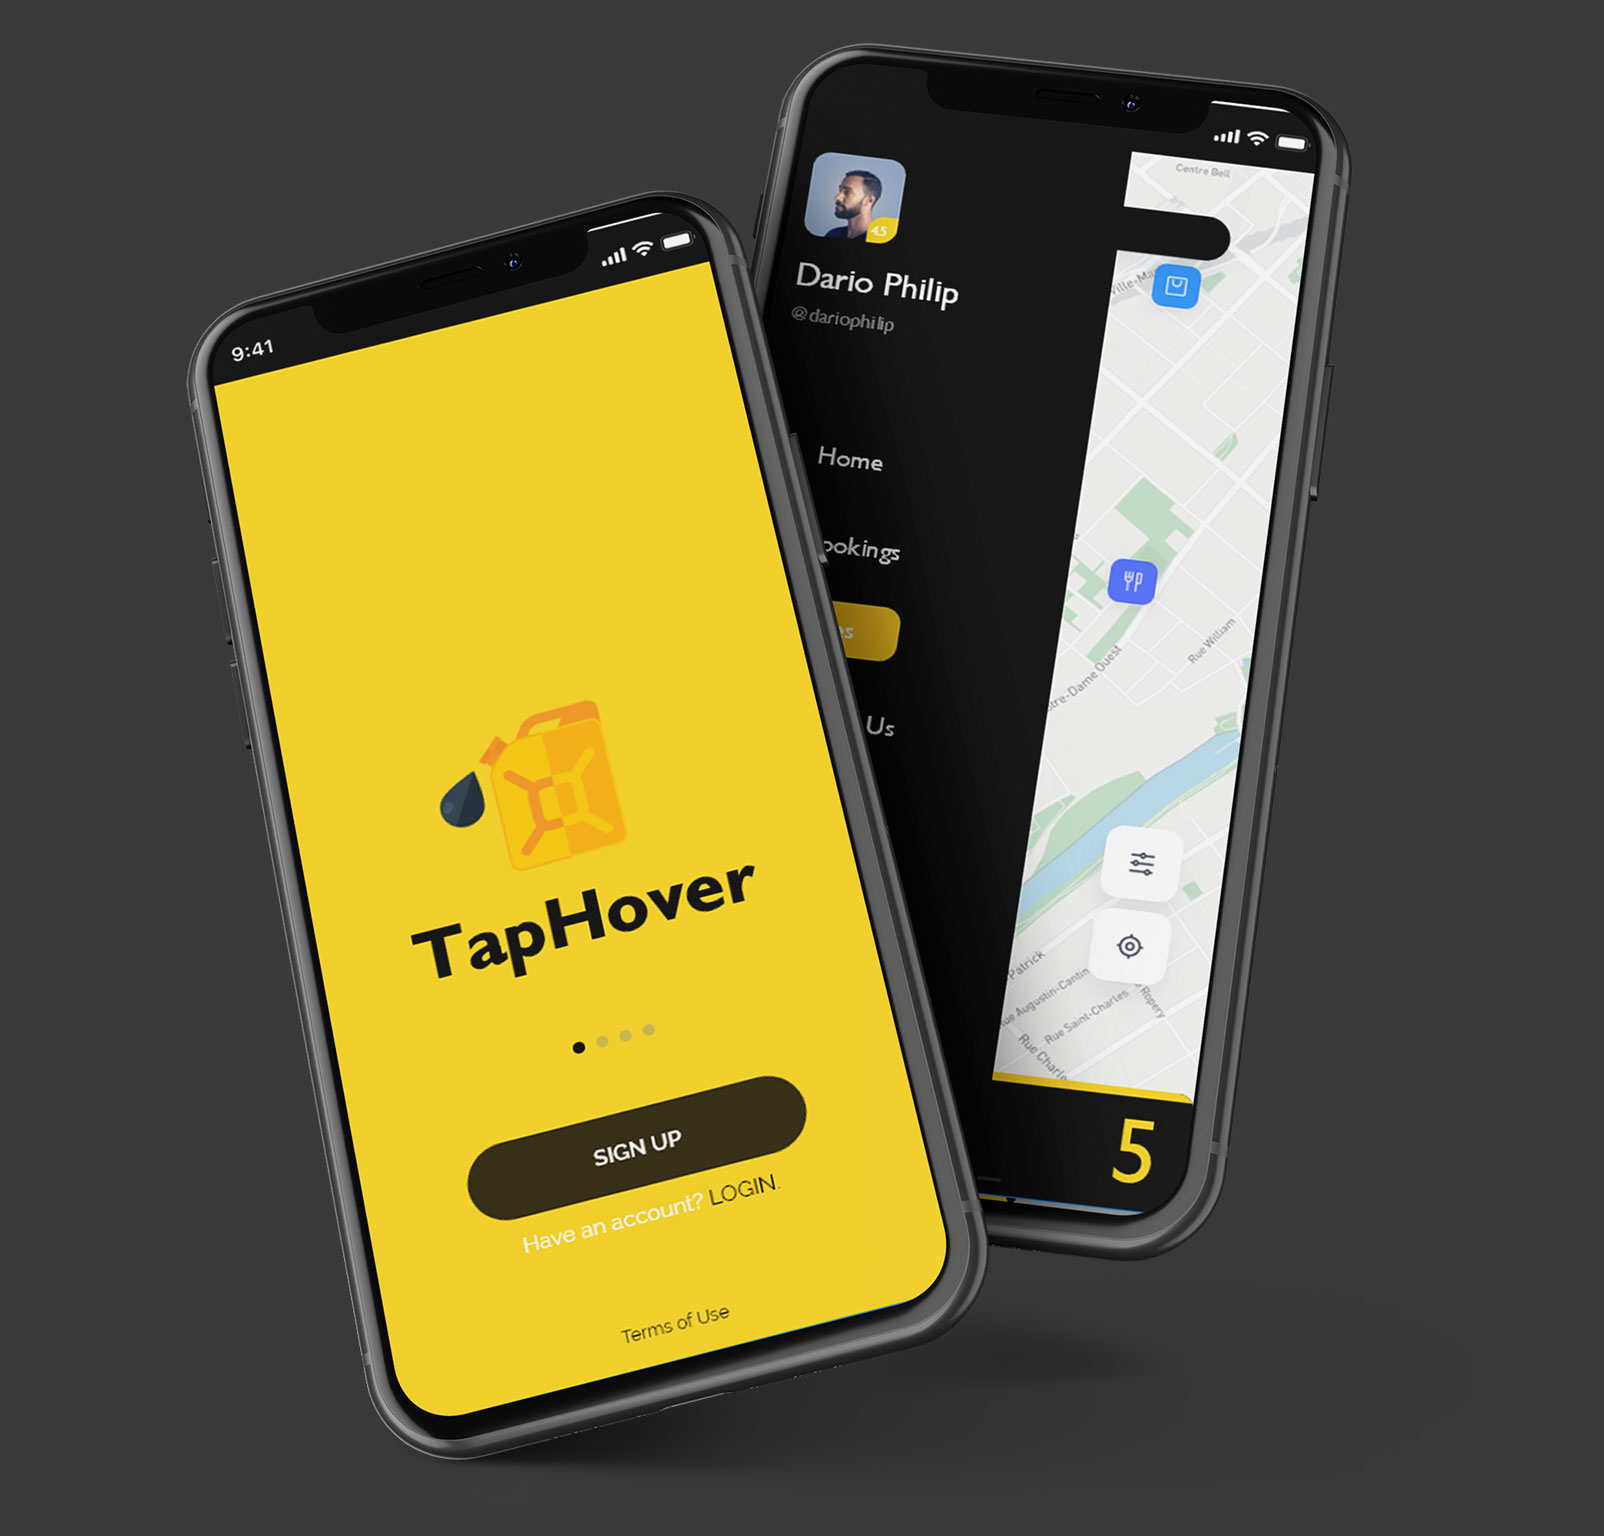 9:41
TapHover
SIGN UP
Have an account? LOGIN.
Terms of Use
4.5
Dario Philip
@dariophilip
Home
ookings
es
Us
Centre Bell
Ville-Ma
Rue William
tre-Dame Ouest
Patrick
ue Augustin-Cantin
Rue Saint-Charles
Ropery
Rue Charle
5